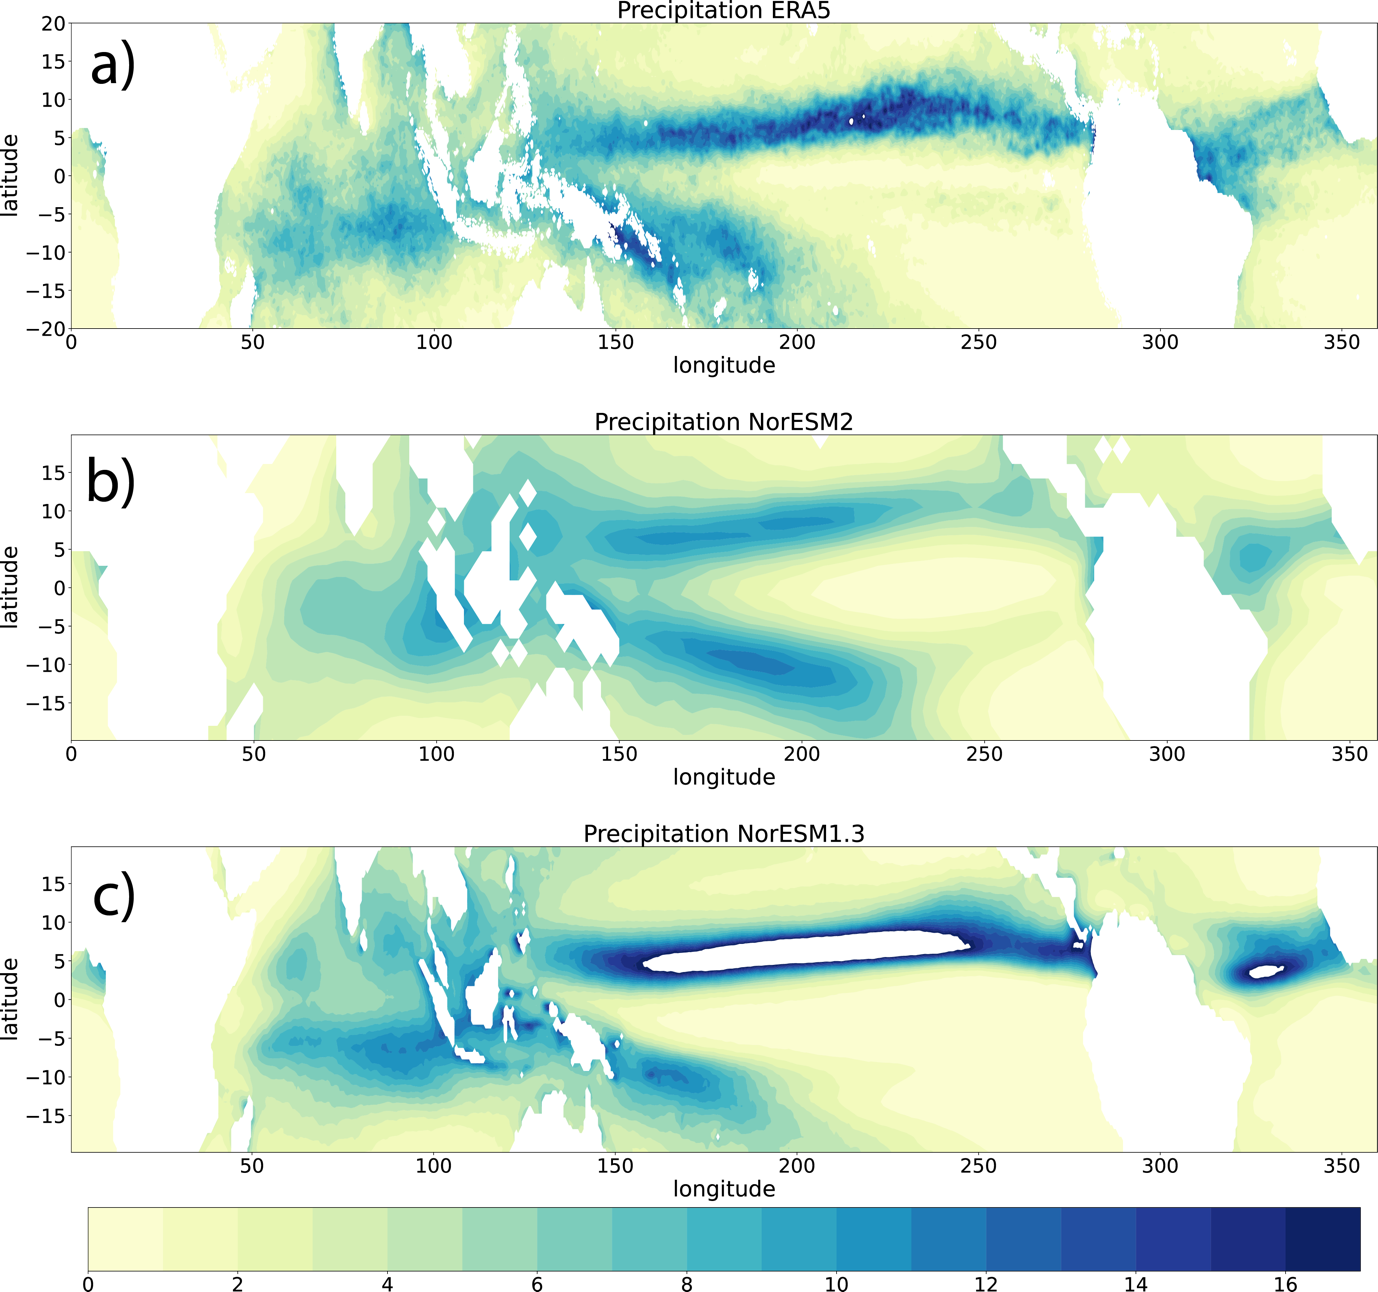 Precipitation ERA5
a)
20
15
10
5
0
−5
−10
−15
−20
latitude
0 50 100 150 200 250 300 350
longitude
Precipitation NorESM2
b)
15
10
5
0
−5
−10
−15
latitude
0 50 100 150 200 250 300 350
longitude
Precipitation NorESM1.3
c)
15
10
5
0
−5
−10
−15
latitude
50 100 150 200 250 300 350
longitude
0 2 4 6 8 10 12 14 16